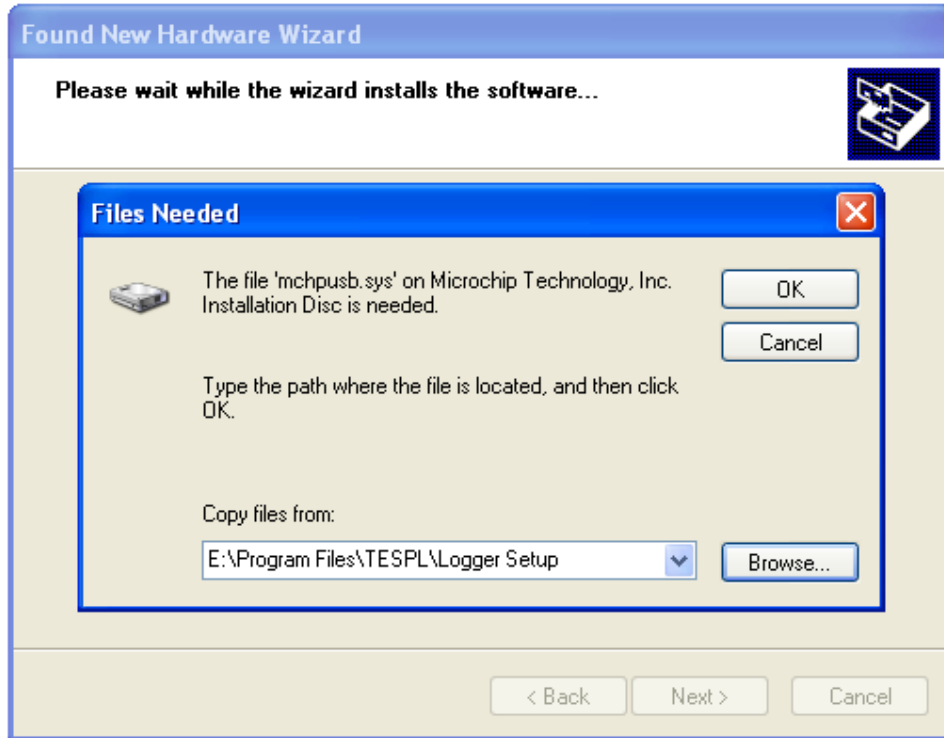 Found New Hardware Wizard
Please wait while the wizard installs the software...
Files Needed
The file 'mchpusb.sys' on Microchip Technology, Inc.
Installation Disc is needed.
OK
Cancel
Type the path where the file is located, and then click
OK.
Copy files from:
E:\Program Files\TESPL\Logger Setup
Browse...
< Back
Next >
Cancel